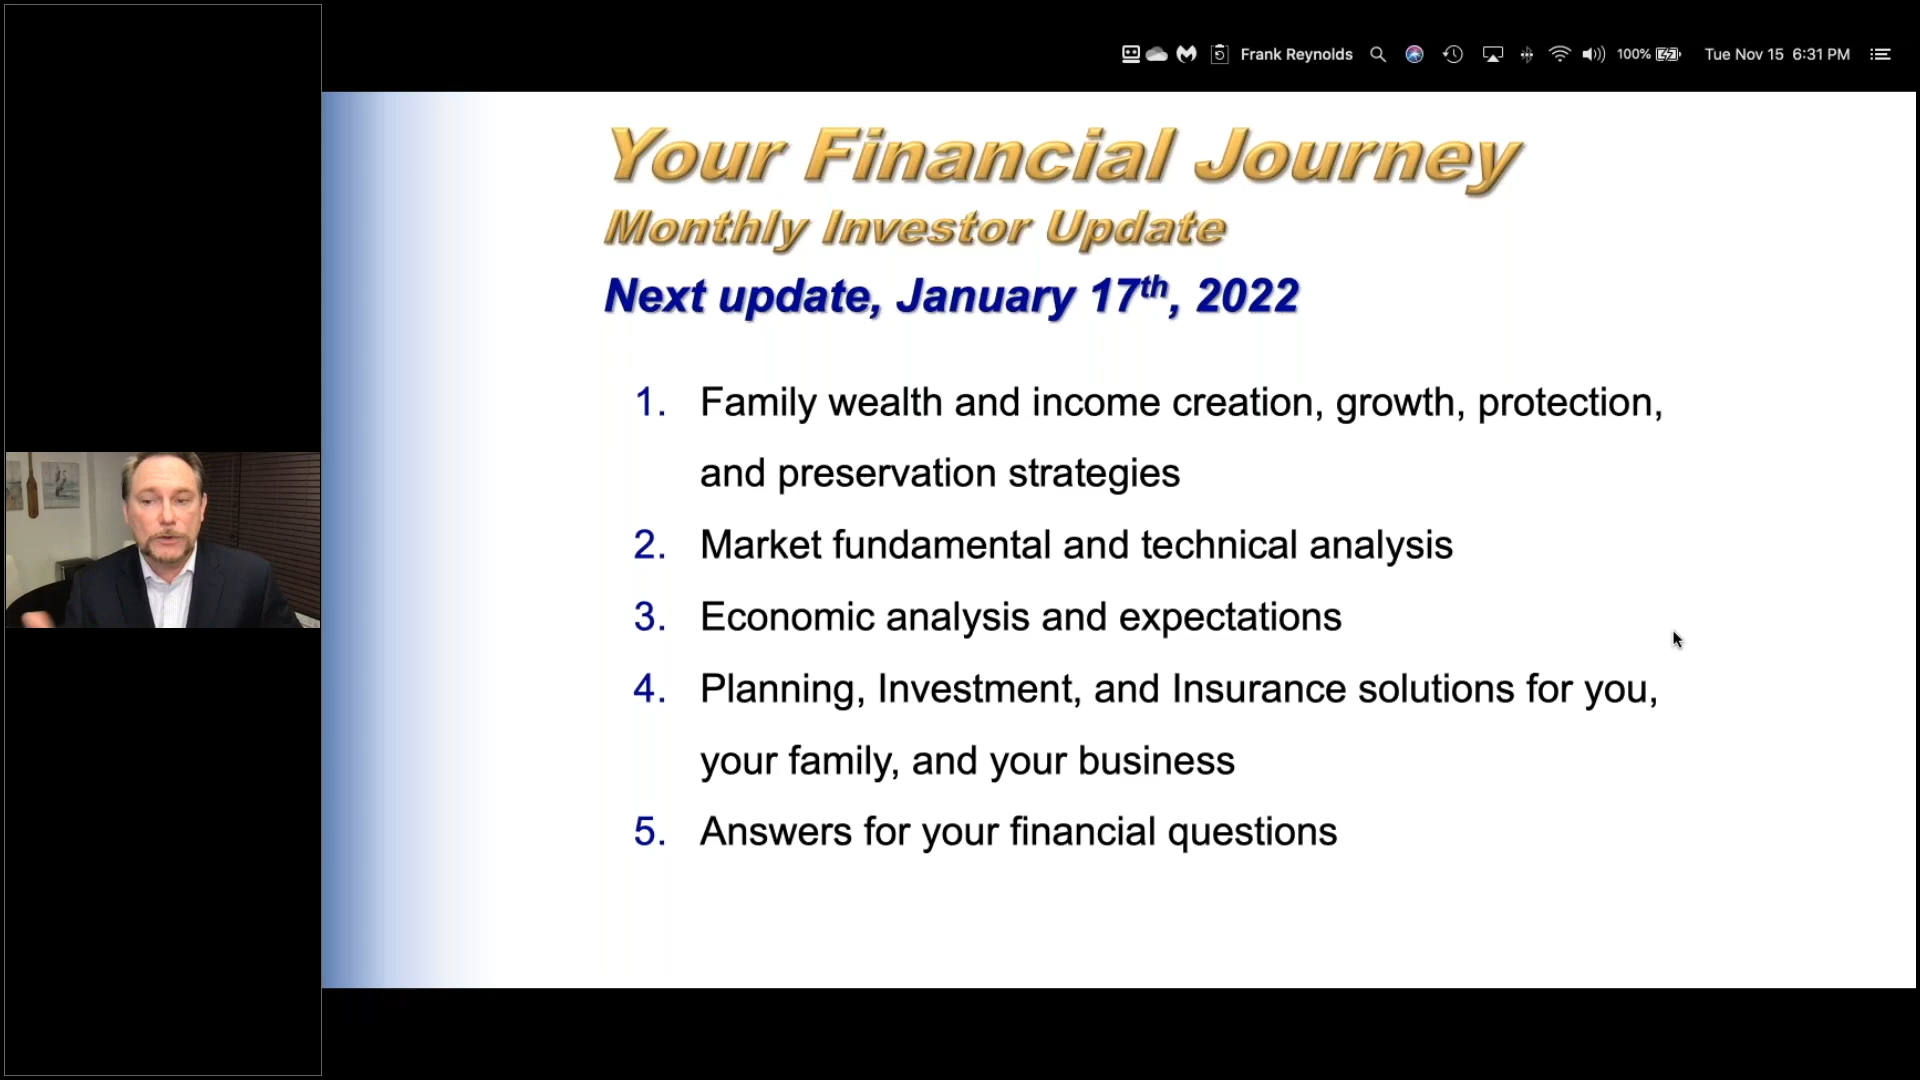 Frank Reynolds 100% Tue Nov 15 6:31 PM
Your Financial Journey
Monthly Investor Update
Next update, January 17th, 2022
1. Family wealth and income creation, growth, protection,
and preservation strategies
2. Market fundamental and technical analysis
3. Economic analysis and expectations
4. Planning, Investment, and Insurance solutions for you,
your family, and your business
5. Answers for your financial questions